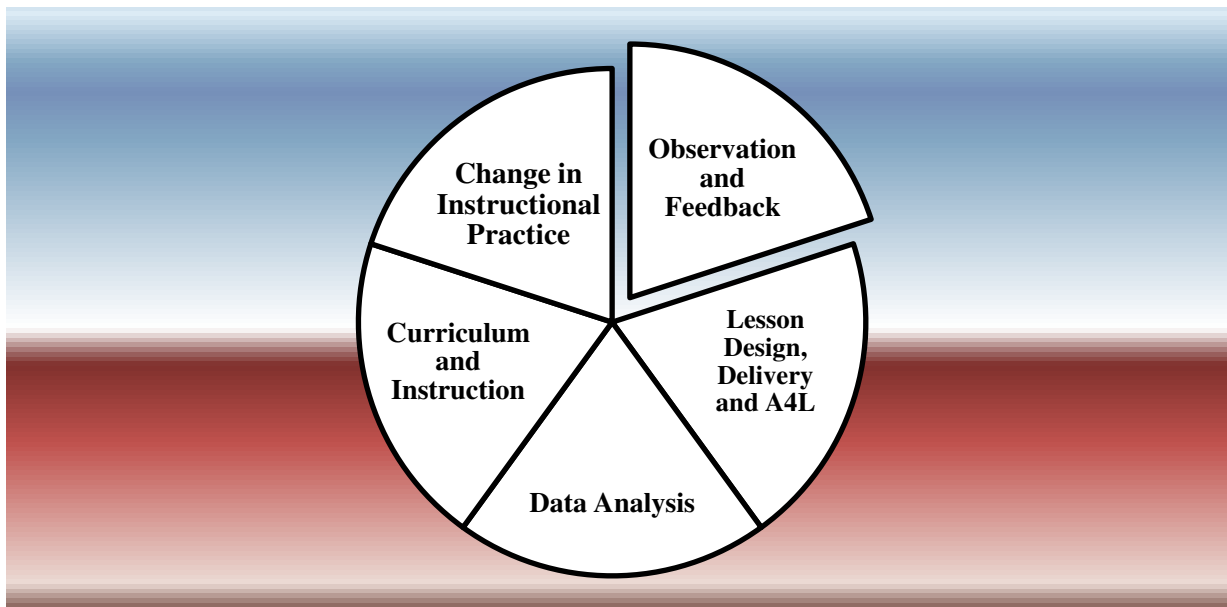 Observation
and
Feedback
Lesson
Design,
Delivery
and A4L
Data Analysis
Curriculum
and
Instruction
Change in
Instructional
Practice